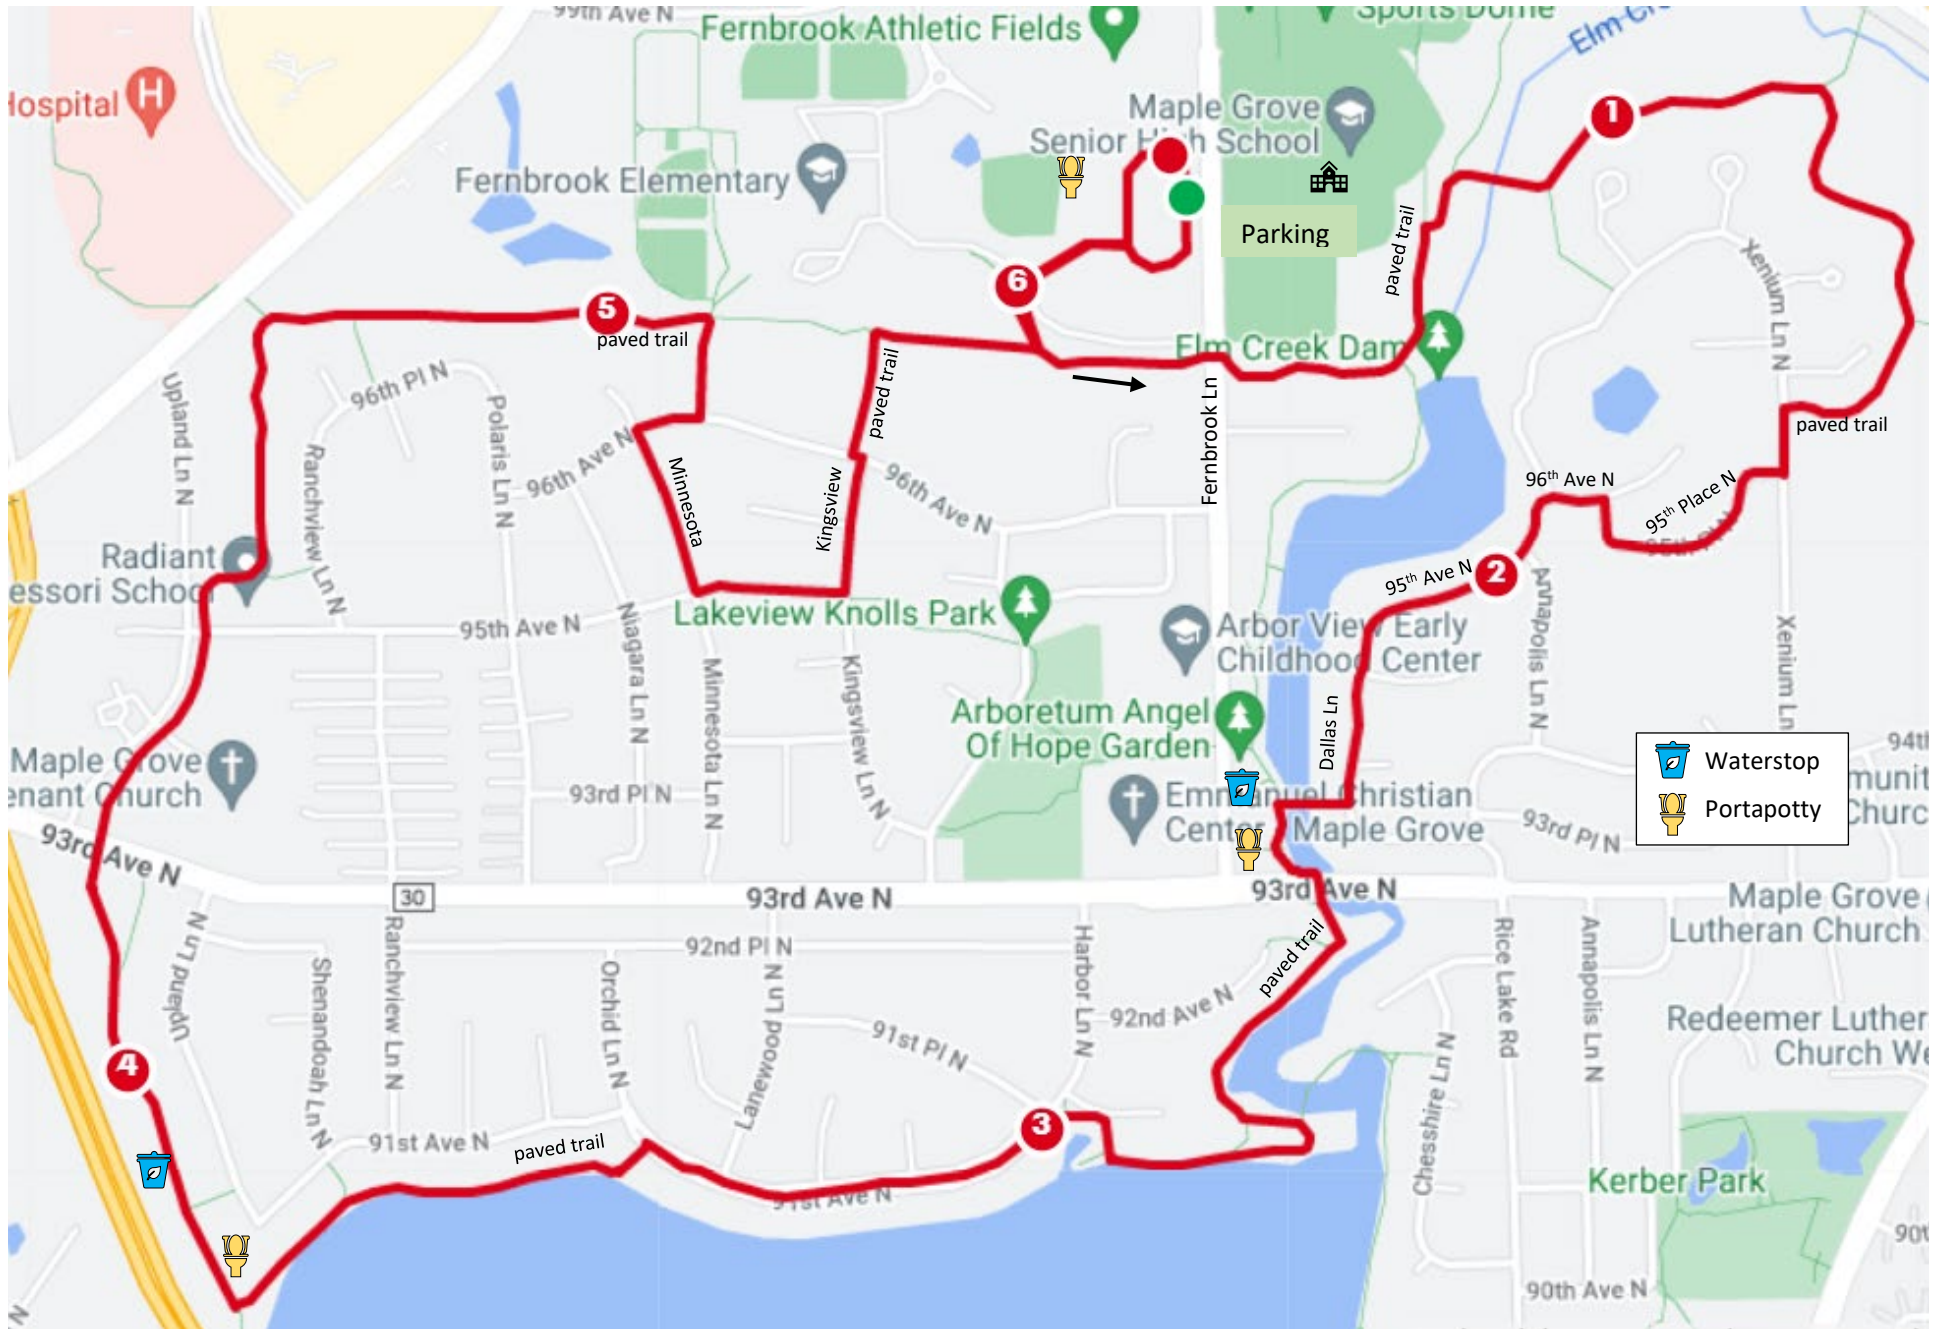 99th Ave N
Fernbrook Athletic Fields
Sports Dome
Elm
Hospital
H
1
Maple Grove
Senior High School
Fernbrook Elementary
Parking
paved trail
Xenium Ln N
6
5
paved trail
Elm Creek Dam
paved trail
Fernbrook Ln
96th Pl N
Upland Ln N
Polaris Ln N
Ranchview Ln N
96th Ave N
Minnesota
Kingsview
96th Ave N
paved trail
96th Ave N
95th Place N
95th Pl N
Radiant
essori School
95th Ave N
2
Annapolis Ln N
Lakeview Knolls Park
95th Ave N
Niagara Ln N
Minnesota Ln N
Kingsview Ln N
Arbor View Early
Childhood Center
Xenium Ln
Arboretum Angel
Of Hope Garden
Dallas Ln
94th
Waterstop
Portapotty
Maple Grove
enant Church
93rd Pl N
Emmanuel Christian
Center Maple Grove
93rd Pl N
munit
Churc
93rd Ave N
30
93rd Ave N
93rd Ave N
Maple Grove
Lutheran Church
Upland Ln N
Shenandoah Ln N
Ranchview Ln N
92nd Pl N
Orchid Ln N
Lanewood Ln N
91st Pl N
Harbor Ln N
92nd Ave N
paved trail
Rice Lake Rd
Annapolis Ln N
Redeemer Luther
Church We
4
3
91st Ave N
paved trail
91st Ave N
Chesshire Ln N
Kerber Park
90th
90th Ave N
N